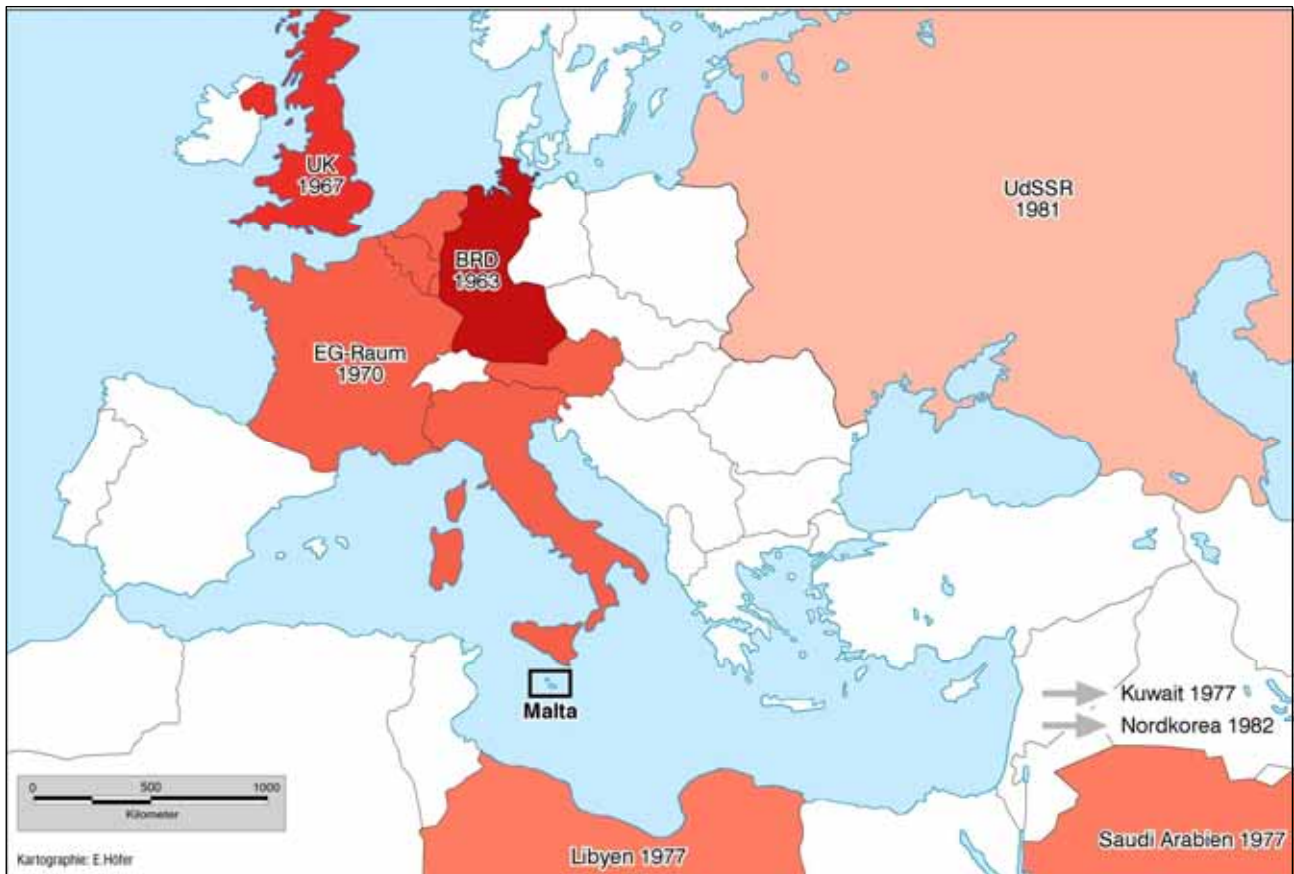 UK
1967
BRD
1963
UdSSR
1981
EG-Raum
1970
Malta
Kuwait 1977
Nordkorea 1982
0 500 1000
Kilometer
Libyen 1977
Saudi Arabien 1977
Kartographie: E.Höfer